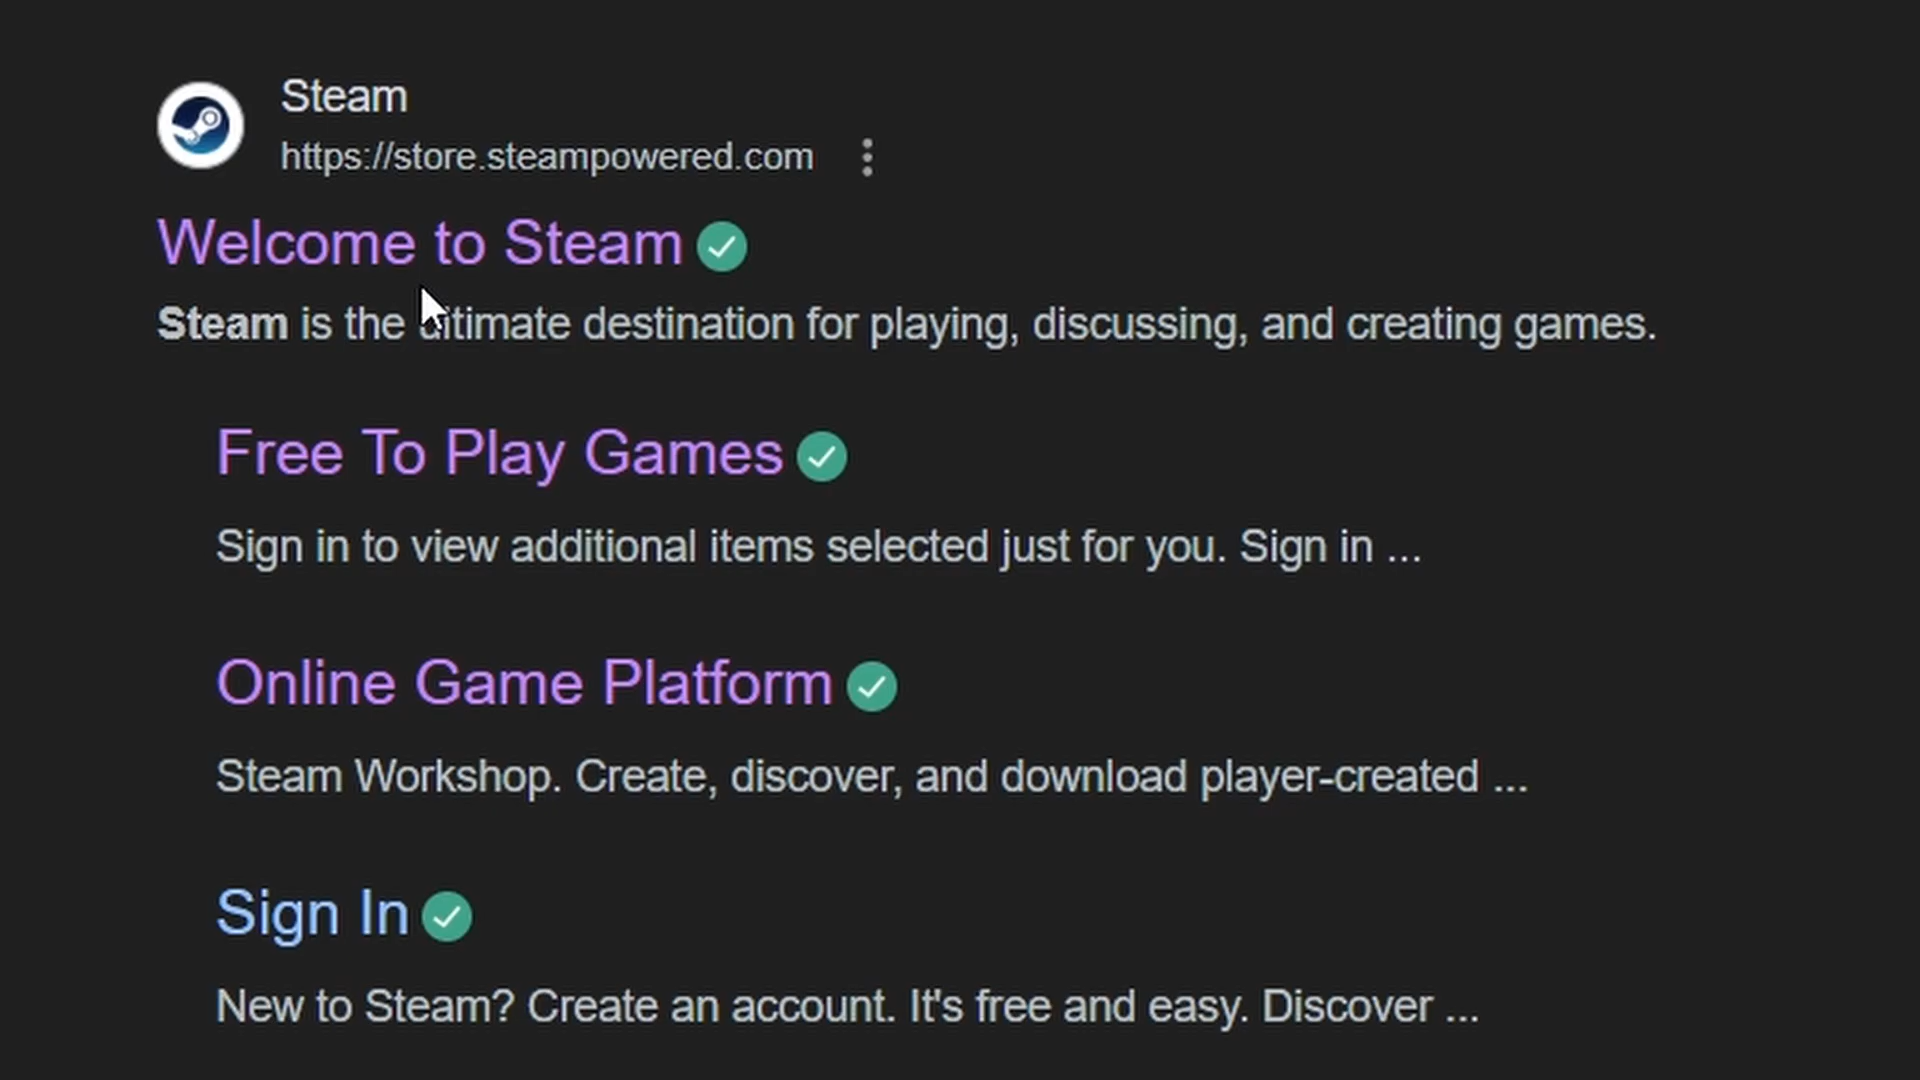 Steam
https://store.steampowered.com
Welcome to Steam
Steam is the ultimate destination for playing, discussing, and creating games.
Free To Play Games
Sign in to view additional items selected just for you. Sign in ...
Online Game Platform
Steam Workshop. Create, discover, and download player-created ...
Sign In
New to Steam? Create an account. It's free and easy. Discover ...